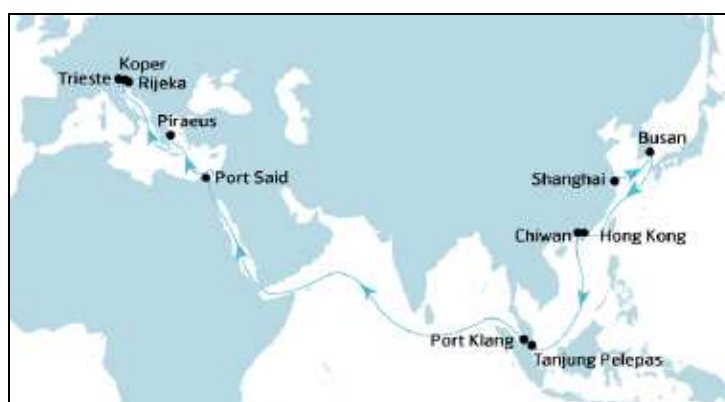 Koper
Trieste
Rijeka
Piraeus
Port Said
Busan
Shanghai
Chiwan
Hong Kong
Port Klang
Tanjung Pelepas